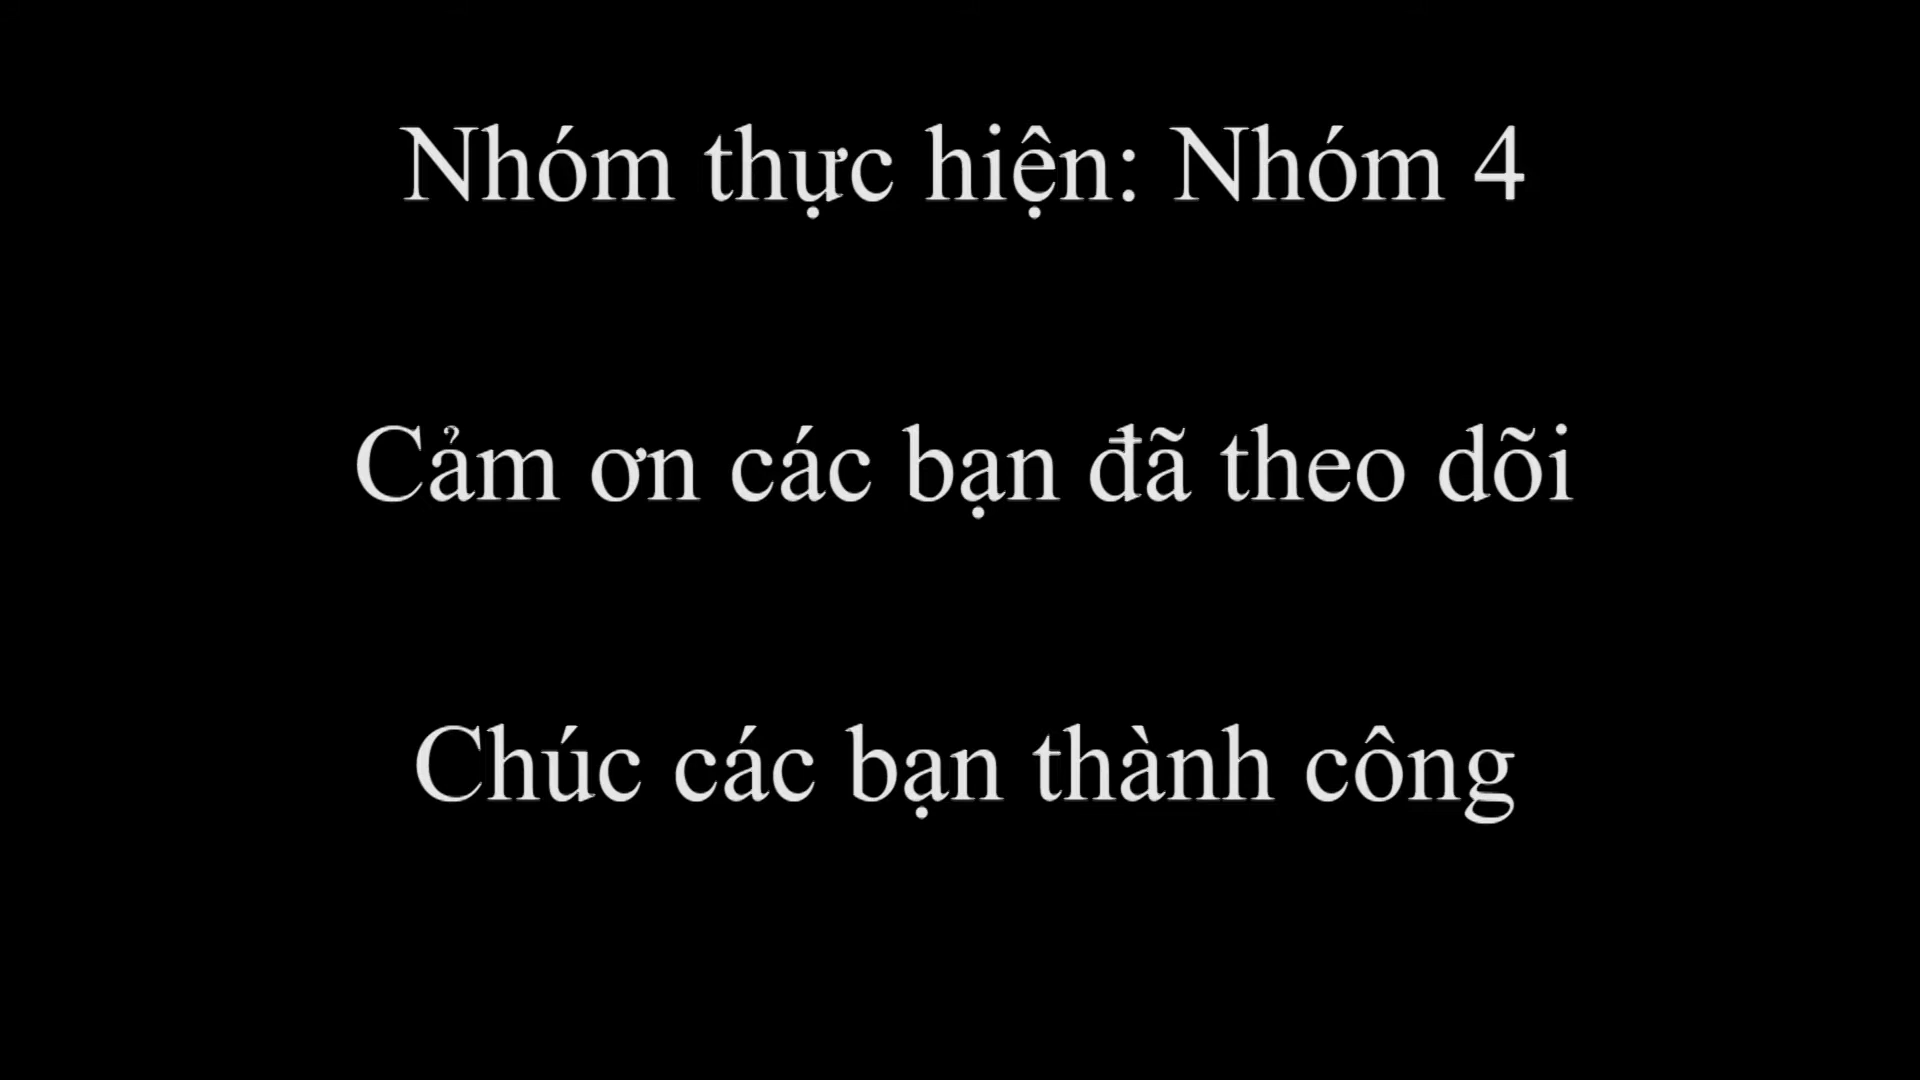 Nhóm thực hiện: Nhóm 4
Cảm ơn các bạn đã theo dõi
Chúc các bạn thành công